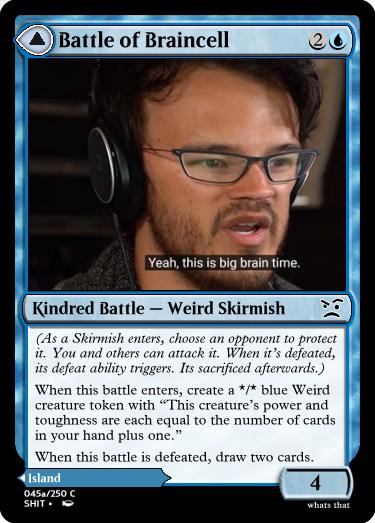 Battle of Braincell 2
Yeah, this is big brain time.
Kindred Battle — Weird Skirmish
(As a Skirmish enters, choose an opponent to protect
it. You and others can attack it. When it's defeated,
its defeat ability triggers. Its sacrificed afterwards.)
When this battle enters, create a */* blue Weird
creature token with “This creature's power and
toughness are each equal to the number of cards
in your hand plus one.”
When this battle is defeated, draw two cards.
Island
4
045a/250 C
SHIT •
whats that